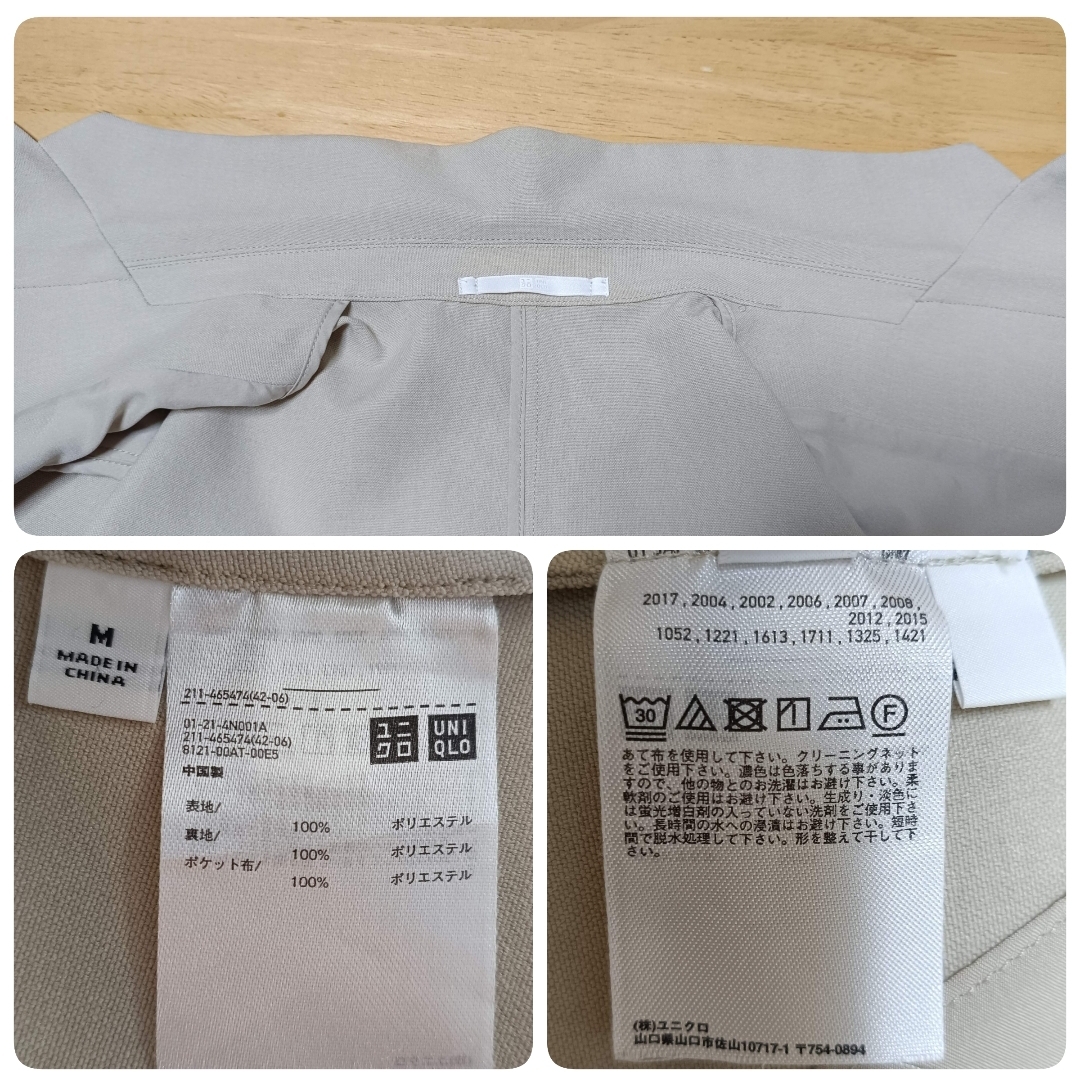 M
MADE IN
CHINA
211-465474(42-06)
01-21-4N001A
211-465474(42-06)
8121-00AT-00E5
中国製
ユニ
クロ
UNI
QLO
表地/
100% ポリエステル
裏地/
100% ポリエステル
ポケット布/
100% ポリエステル
2017,2004,2002,2006,2007,2008,
2012,2015
1052,1221,1613,1711,1325,1421
30
F
あて布を使用して下さい。クリーニングネット
をご使用下さい。濃色は色落ちする事がありま
すので、他の物とのお洗濯はお避け下さい。柔
軟剤のご使用はお避け下さい。生成り・淡色に
は蛍光増白剤の入っていない洗剤をご使用下さ
い。長時間の水への浸漬はお避け下さい。短時
間で脱水処理して下さい。形を整えて干して下
さい。
(株)ユニクロ
山口県山口市佐山10717-1 〒754-0894